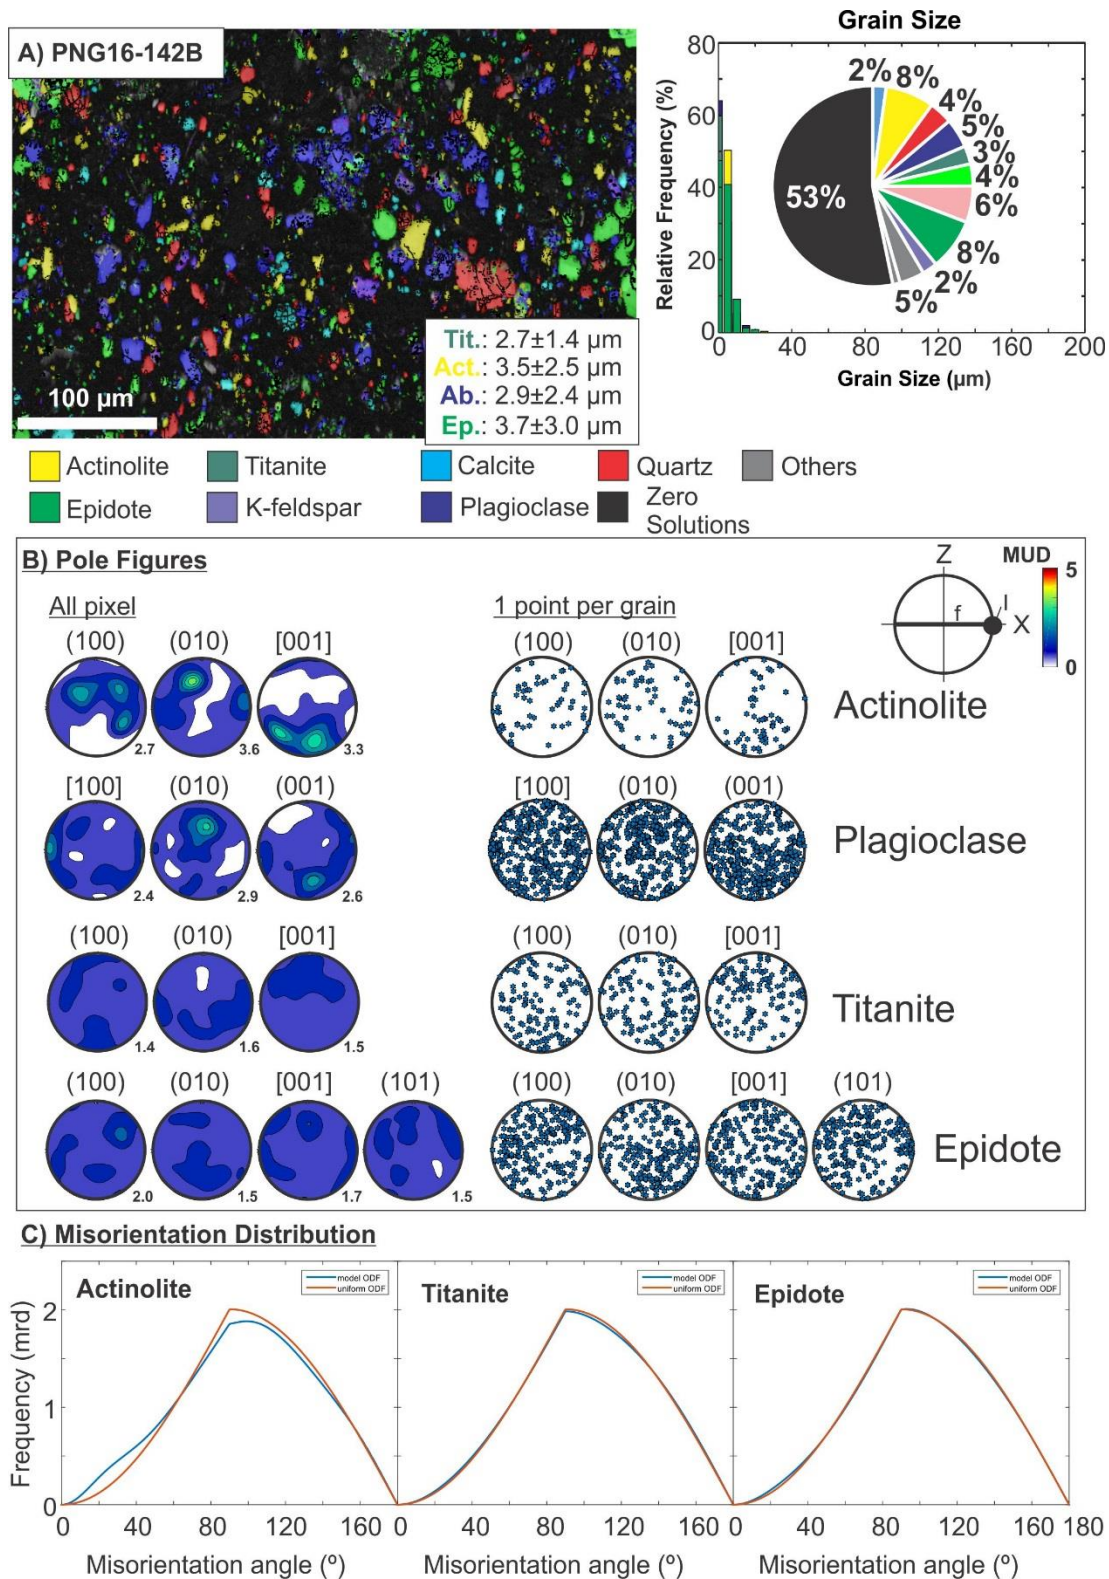 A) PNG16-142B
100 µm
Tit.: 2.7±1.4 µm
Act.: 3.5±2.5 µm
Ab.: 2.9±2.4 µm
Ep.: 3.7±3.0 µm
Grain Size
Relative Frequency (%)
80
60
40
20
0
2%
8%
4%
5%
3%
4%
6%
8%
2%
5%
53%
0 40 80 120 160 200
Grain Size (µm)
Actinolite Titanite Calcite Quartz Others
Epidote K-feldspar Plagioclase Zero
Solutions
B) Pole Figures
Z
f
l
X
MUD
5
0
All pixel
1 point per grain
(100) (010) [001] (100) (010) [001]
2.7 3.6 3.3
Actinolite
[100] (010) (001) [100] (010) (001)
2.4 2.9 2.6
Plagioclase
(100) (010) [001] (100) (010) [001]
1.4 1.6 1.5
Titanite
(100) (010) [001] (101) (100) (010) [001] (101)
2.0 1.5 1.7 1.5
Epidote
C) Misorientation Distribution
Frequency (mrd)
2
1
0
Actinolite
model ODF
uniform ODF
Titanite
model ODF
uniform ODF
Epidote
model ODF
uniform ODF
0 40 80 120 160 0 40 80 120 160 0 40 80 120 180
Misorientation angle (º) Misorientation angle (º) Misorientation angle (º)